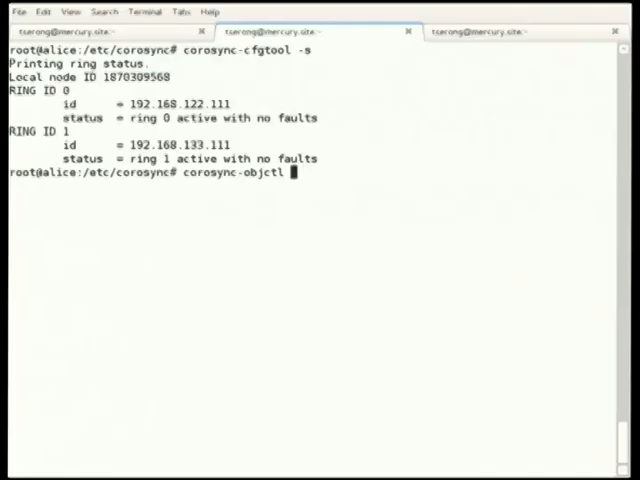 File Edit View Search Terminal Tabs Help
tserong@mercury:site:~ tserong@mercury:site:~ tserong@mercury:site:~
root@alice:/etc/corosync# corosync-cfgtool -s
Printing ring status.
Local node ID 1870309568
RING ID 0
id = 192.168.122.111
status = ring 0 active with no faults
RING ID 1
id = 192.168.133.111
status = ring 1 active with no faults
root@alice:/etc/corosync# corosync-objctl